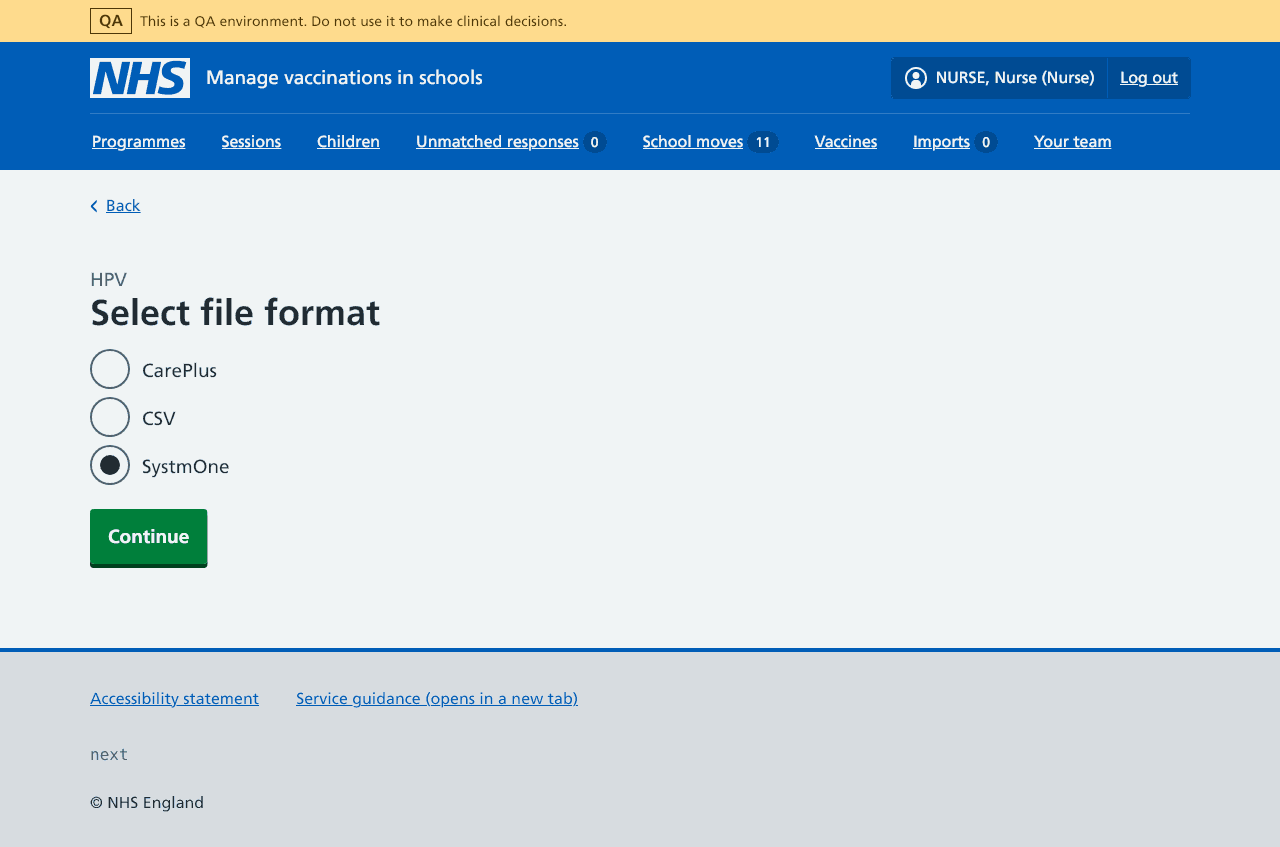 QA This is a QA environment. Do not use it to make clinical decisions.
NHS Manage vaccinations in schools NURSE, Nurse (Nurse) Log out
Programmes Sessions Children Unmatched responses 0 School moves 11 Vaccines Imports 0 Your team
Back
HPV
Select file format
CarePlus
CSV
SystmOne
Continue
Accessibility statement Service guidance (opens in a new tab)
next
© NHS England